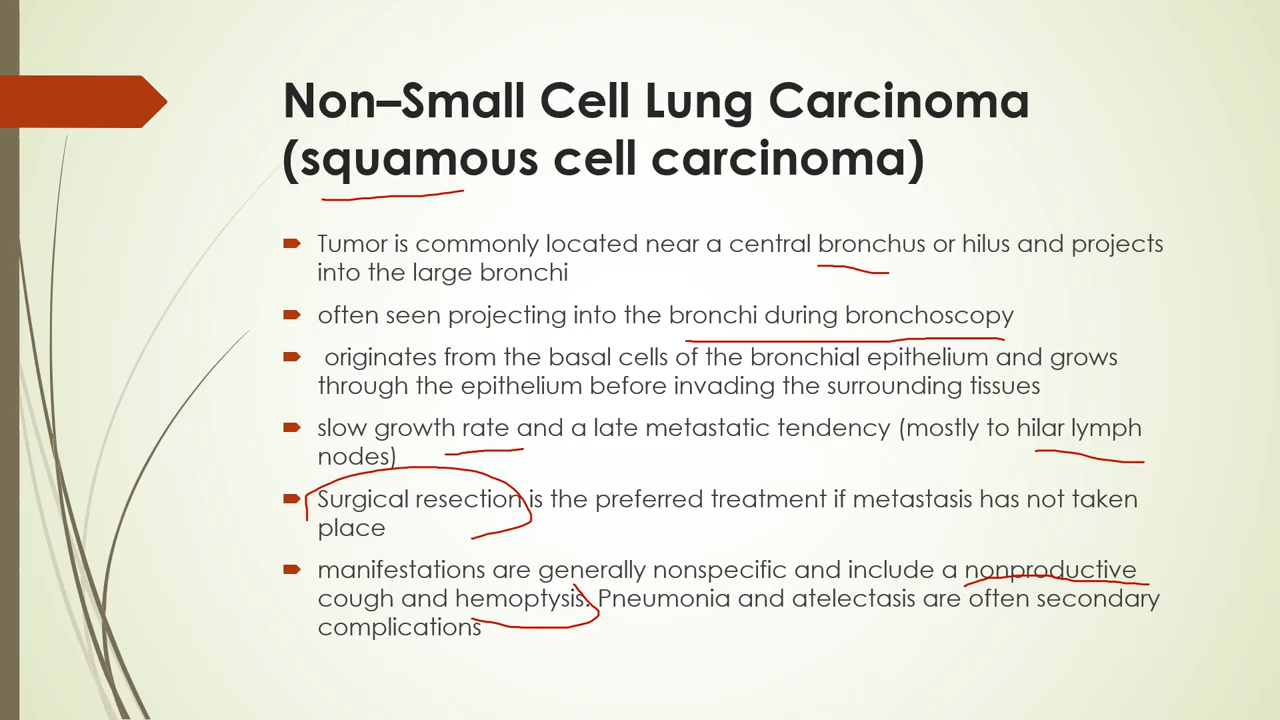 Non–Small Cell Lung Carcinoma
(squamous cell carcinoma)
Tumor is commonly located near a central bronchus or hilus and projects
into the large bronchi
often seen projecting into the bronchi during bronchoscopy
originates from the basal cells of the bronchial epithelium and grows
through the epithelium before invading the surrounding tissues
slow growth rate and a late metastatic tendency (mostly to hilar lymph
nodes)
Surgical resection is the preferred treatment if metastasis has not taken
place
manifestations are generally nonspecific and include a nonproductive
cough and hemoptysis. Pneumonia and atelectasis are often secondary
complications